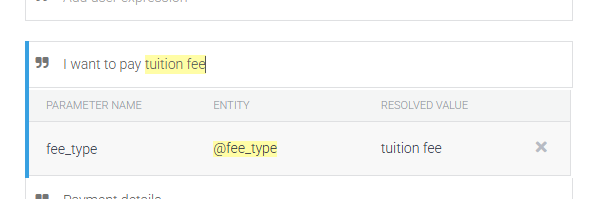 Add user expression
I want to pay tuition fee
PARAMETER NAME ENTITY RESOLVED VALUE
fee_type @fee_type tuition fee
Payment details